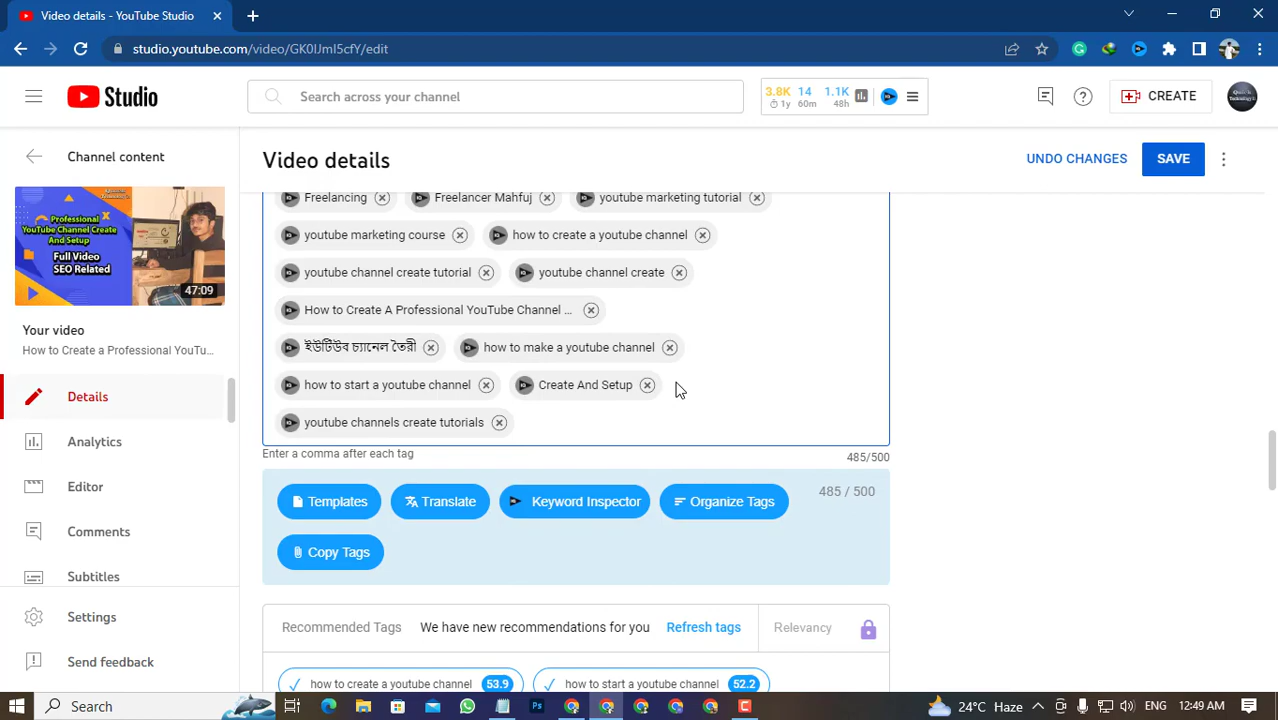 Video details - YouTube Studio
studio.youtube.com/video/GK0IJmI5cfY/edit
Studio
Search across your channel
3.8K 14 1.1K
1y 60m 48h
CREATE
Channel content
Video details
UNDO CHANGES
SAVE
Professional
YouTube Channel Create
And Setup
Full Video
SEO Related
47:09
Your video
How to Create a Professional YouTu...
Details
Analytics
Editor
Comments
Subtitles
Settings
Send feedback
Freelancing
Freelancer Mahfuj
youtube marketing tutorial
youtube marketing course
how to create a youtube channel
youtube channel create tutorial
youtube channel create
How to Create A Professional YouTube Channel ...
ইউটিউব চ্যানেল তৈরী
how to make a youtube channel
how to start a youtube channel
Create And Setup
youtube channels create tutorials
Enter a comma after each tag
485/500
Templates
Translate
Keyword Inspector
Organize Tags
485 / 500
Copy Tags
Recommended Tags
We have new recommendations for you
Refresh tags
Relevancy
how to create a youtube channel 53.9
how to start a youtube channel 52.2
Search
24°C Haze
ENG
12:49 AM